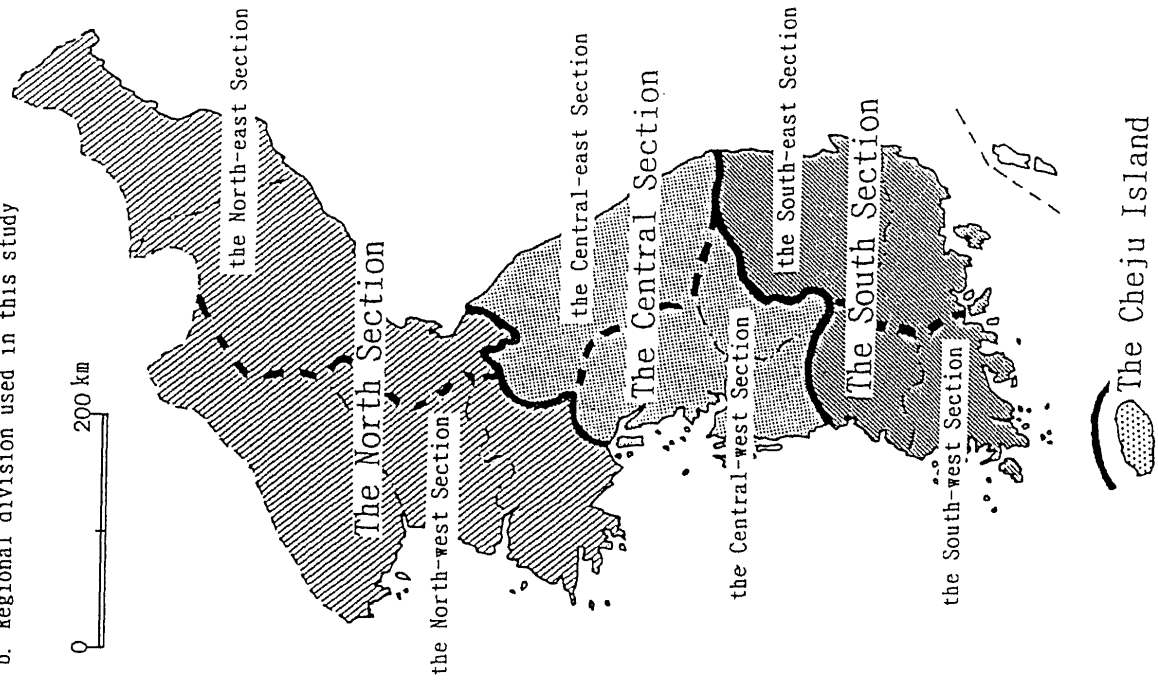 b. Regional division used in this study
0 200 km
the North-east Section
The North Section
the North-west Section
the Central-east Section
The Central Section
the Central-west Section
the South-east Section
The South Section
the South-west Section
The Cheju Island